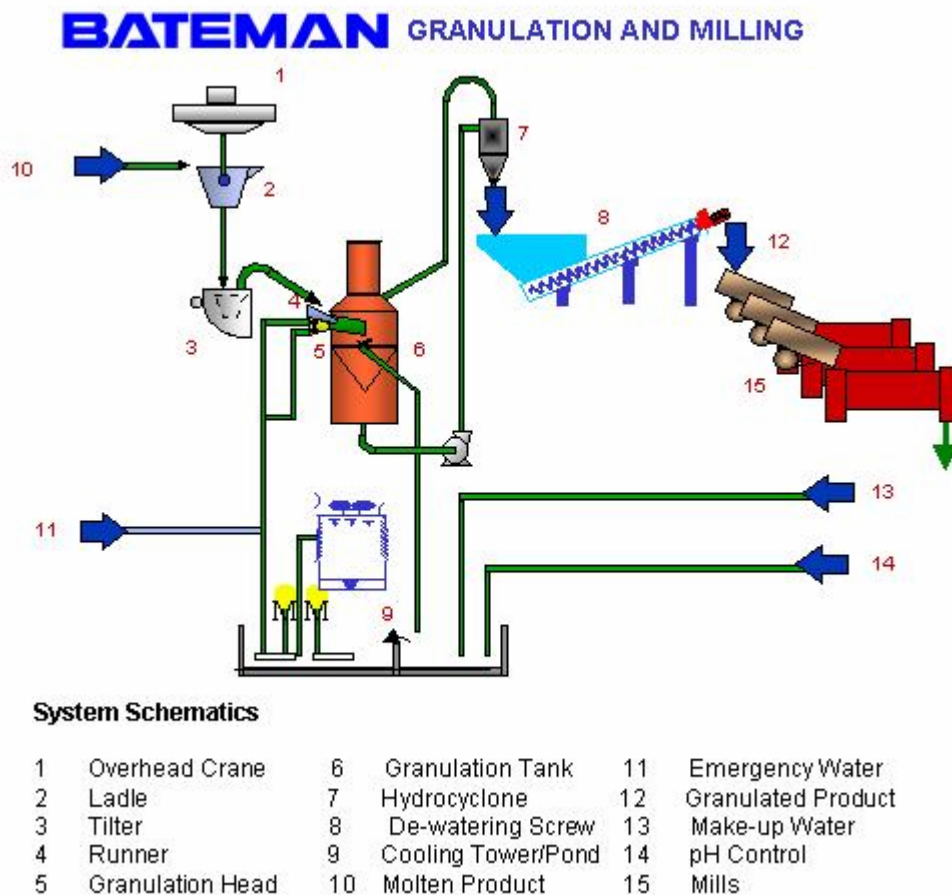 BATEMAN GRANULATION AND MILLING
1
10
2
7
8
12
4
3
5
6
15
11
13
14
9
System Schematics
1 Overhead Crane 6 Granulation Tank 11 Emergency Water
2 Ladle 7 Hydrocyclone 12 Granulated Product
3 Tilter 8 De-watering Screw 13 Make-up Water
4 Runner 9 Cooling Tower/Pond 14 pH Control
5 Granulation Head 10 Molten Product 15 Mills